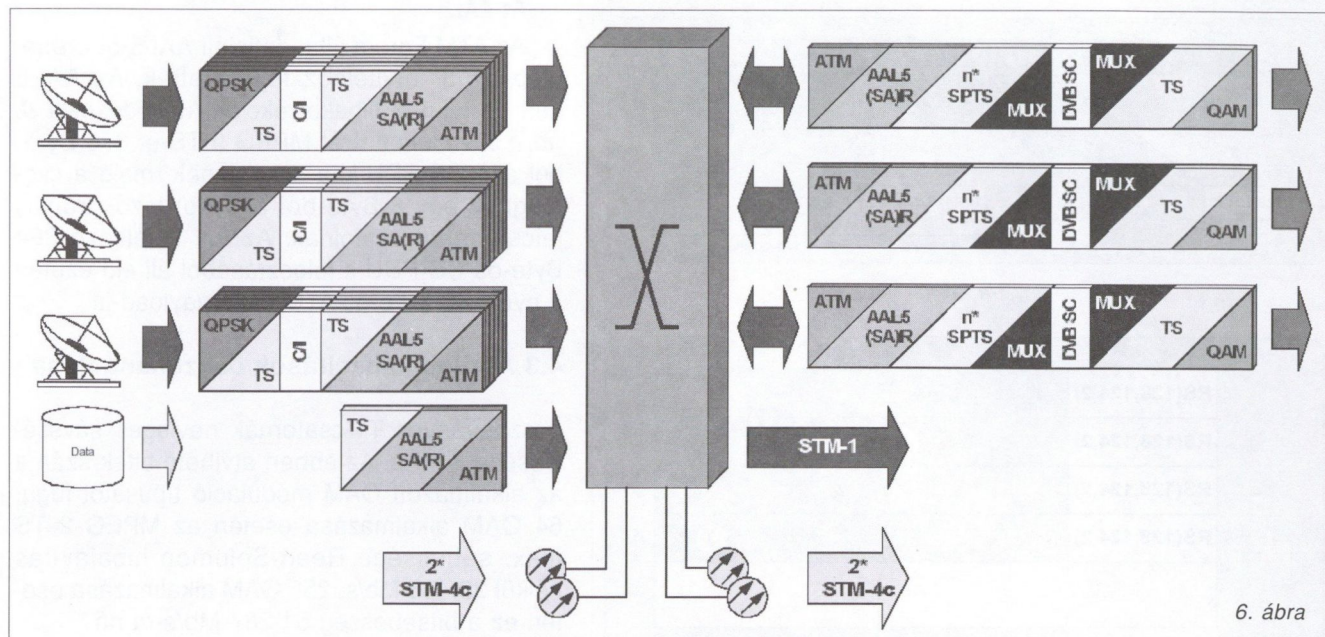 QPSK
TS
C/I
TS
AAL5
SA(R)
ATM
ATM
AAL5
(SA)R
n*
SPTS
MUX
DVB SC
MUX
TS
QAM
QPSK
TS
C/I
TS
AAL5
SA(R)
ATM
ATM
AAL5
(SA)R
n*
SPTS
MUX
DVB SC
MUX
TS
QAM
QPSK
TS
C/I
TS
AAL5
SA(R)
ATM
ATM
AAL5
(SA)R
n*
SPTS
MUX
DVB SC
MUX
TS
QAM
Data
TS
AAL5
SA(R)
ATM
STM-1
2*
STM-4c
2*
STM-4c
6. ábra